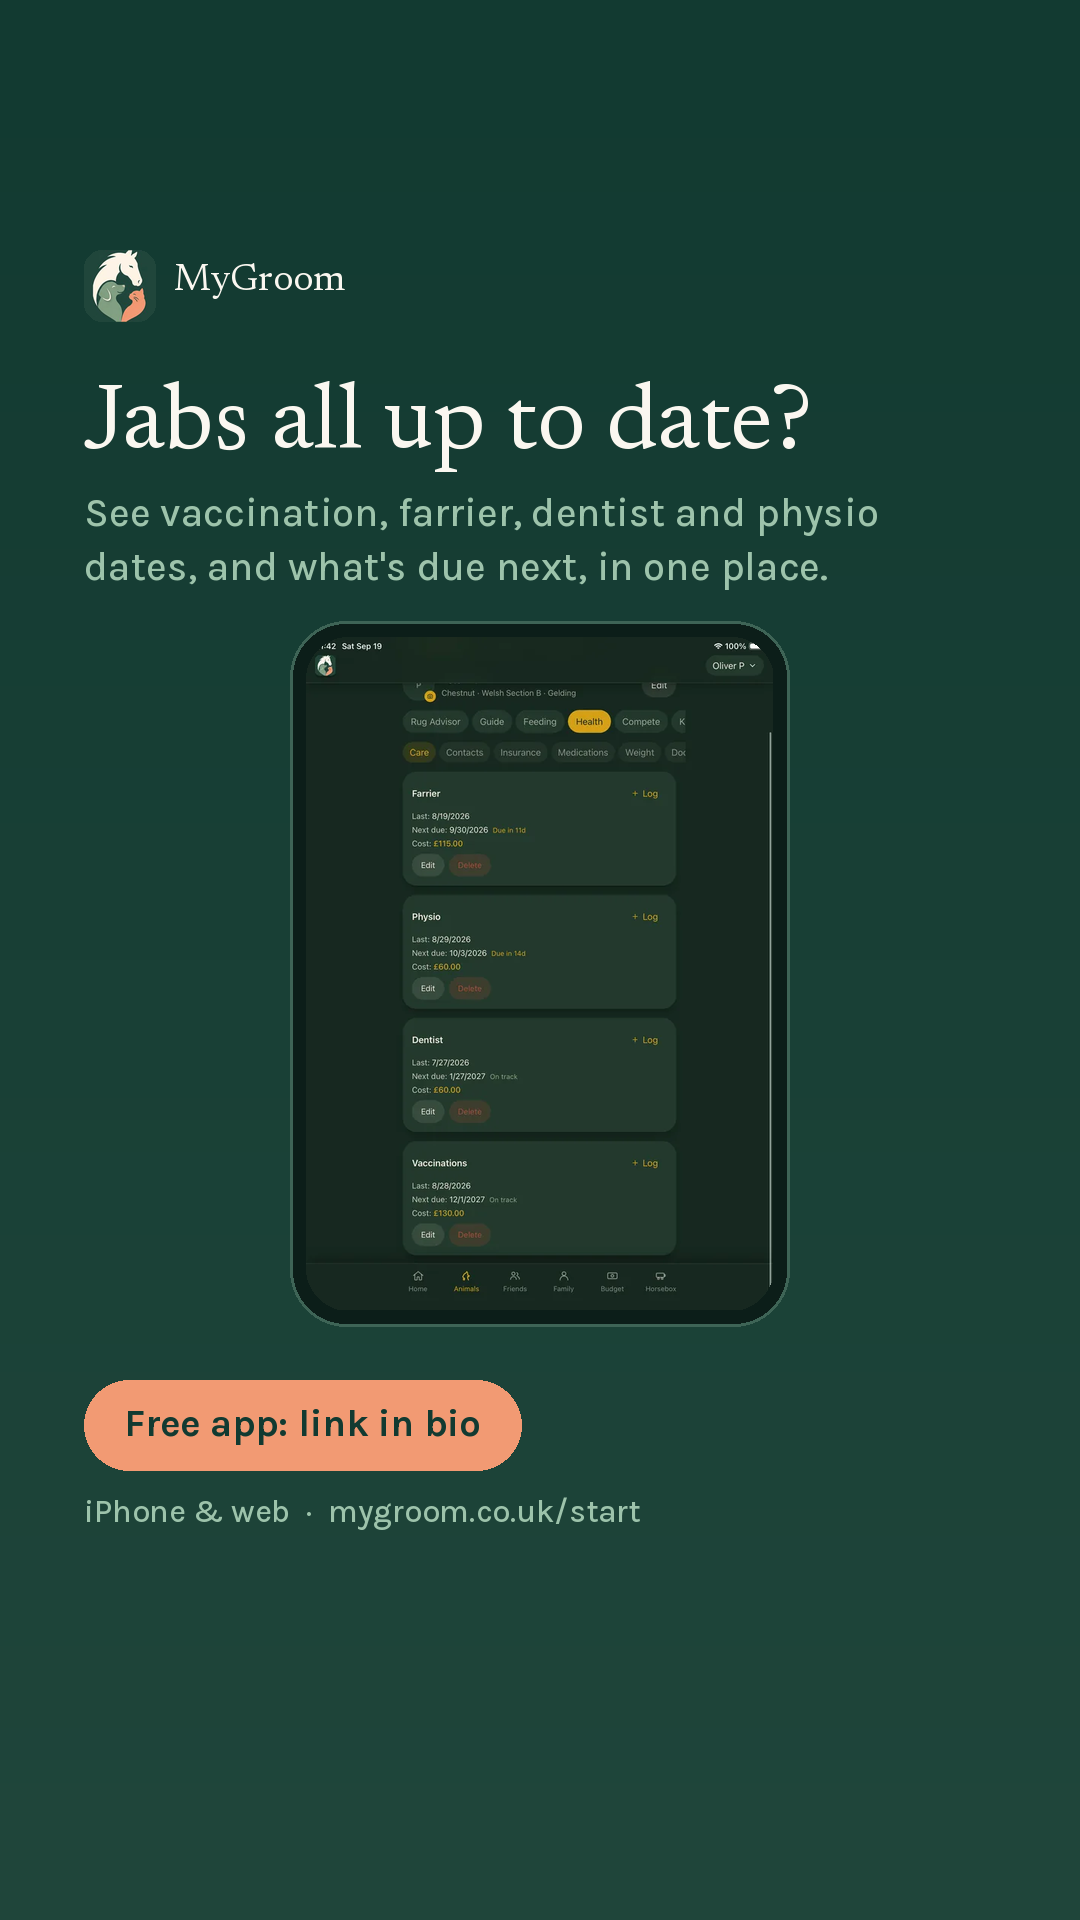 MyGroom
Jabs all up to date?
See vaccination, farrier, dentist and physio
dates, and what's due next, in one place.
:42 Sat Sep 19
100%
Oliver P
P
Edit
Chestnut · Welsh Section B · Gelding
Rug Advisor
Guide
Feeding
Health
Compete
K
Care
Contacts
Insurance
Medications
Weight
Doc
Farrier
+ Log
Last: 8/19/2026
Next due: 9/30/2026 Due in 11d
Cost: £115.00
Edit
Delete
Physio
+ Log
Last: 8/29/2026
Next due: 10/3/2026 Due in 14d
Cost: £60.00
Edit
Delete
Dentist
+ Log
Last: 7/27/2026
Next due: 1/27/2027 On track
Cost: £60.00
Edit
Delete
Vaccinations
+ Log
Last: 8/28/2026
Next due: 12/1/2027 On track
Cost: £130.00
Edit
Delete
Home
Animals
Friends
Family
Budget
Horsebox
Free app: link in bio
iPhone & web · mygroom.co.uk/start